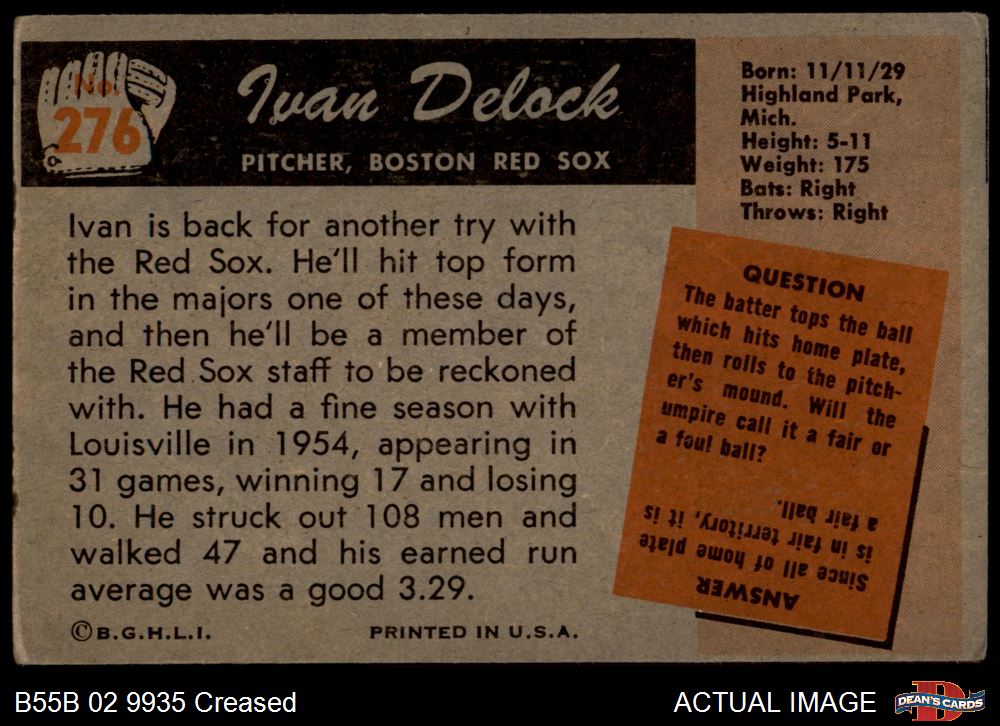 No.
276
Ivan Delock
PITCHER, BOSTON RED SOX
Ivan is back for another try with
the Red Sox. He'll hit top form
in the majors one of these days,
and then he'll be a member of
the Red Sox staff to be reckoned
with. He had a fine season with
Louisville in 1954, appearing in
31 games, winning 17 and losing
10. He struck out 108 men and
walked 47 and his earned run
average was a good 3.29.
©B.G.H.L.I.
PRINTED IN U.S.A.
Born: 11/11/29
Highland Park,
Mich.
Height: 5-11
Weight: 175
Bats: Right
Throws: Right
QUESTION
The batter tops the ball
which hits home plate,
then rolls to the pitch-
er's mound. Will the
umpire call it a fair or
a foul ball?
ANSWER
Since all of home plate
is in fair territory, it is
a fair ball.
B55B 02 9935 Creased
ACTUAL IMAGE
D
DEAN'S CARDS